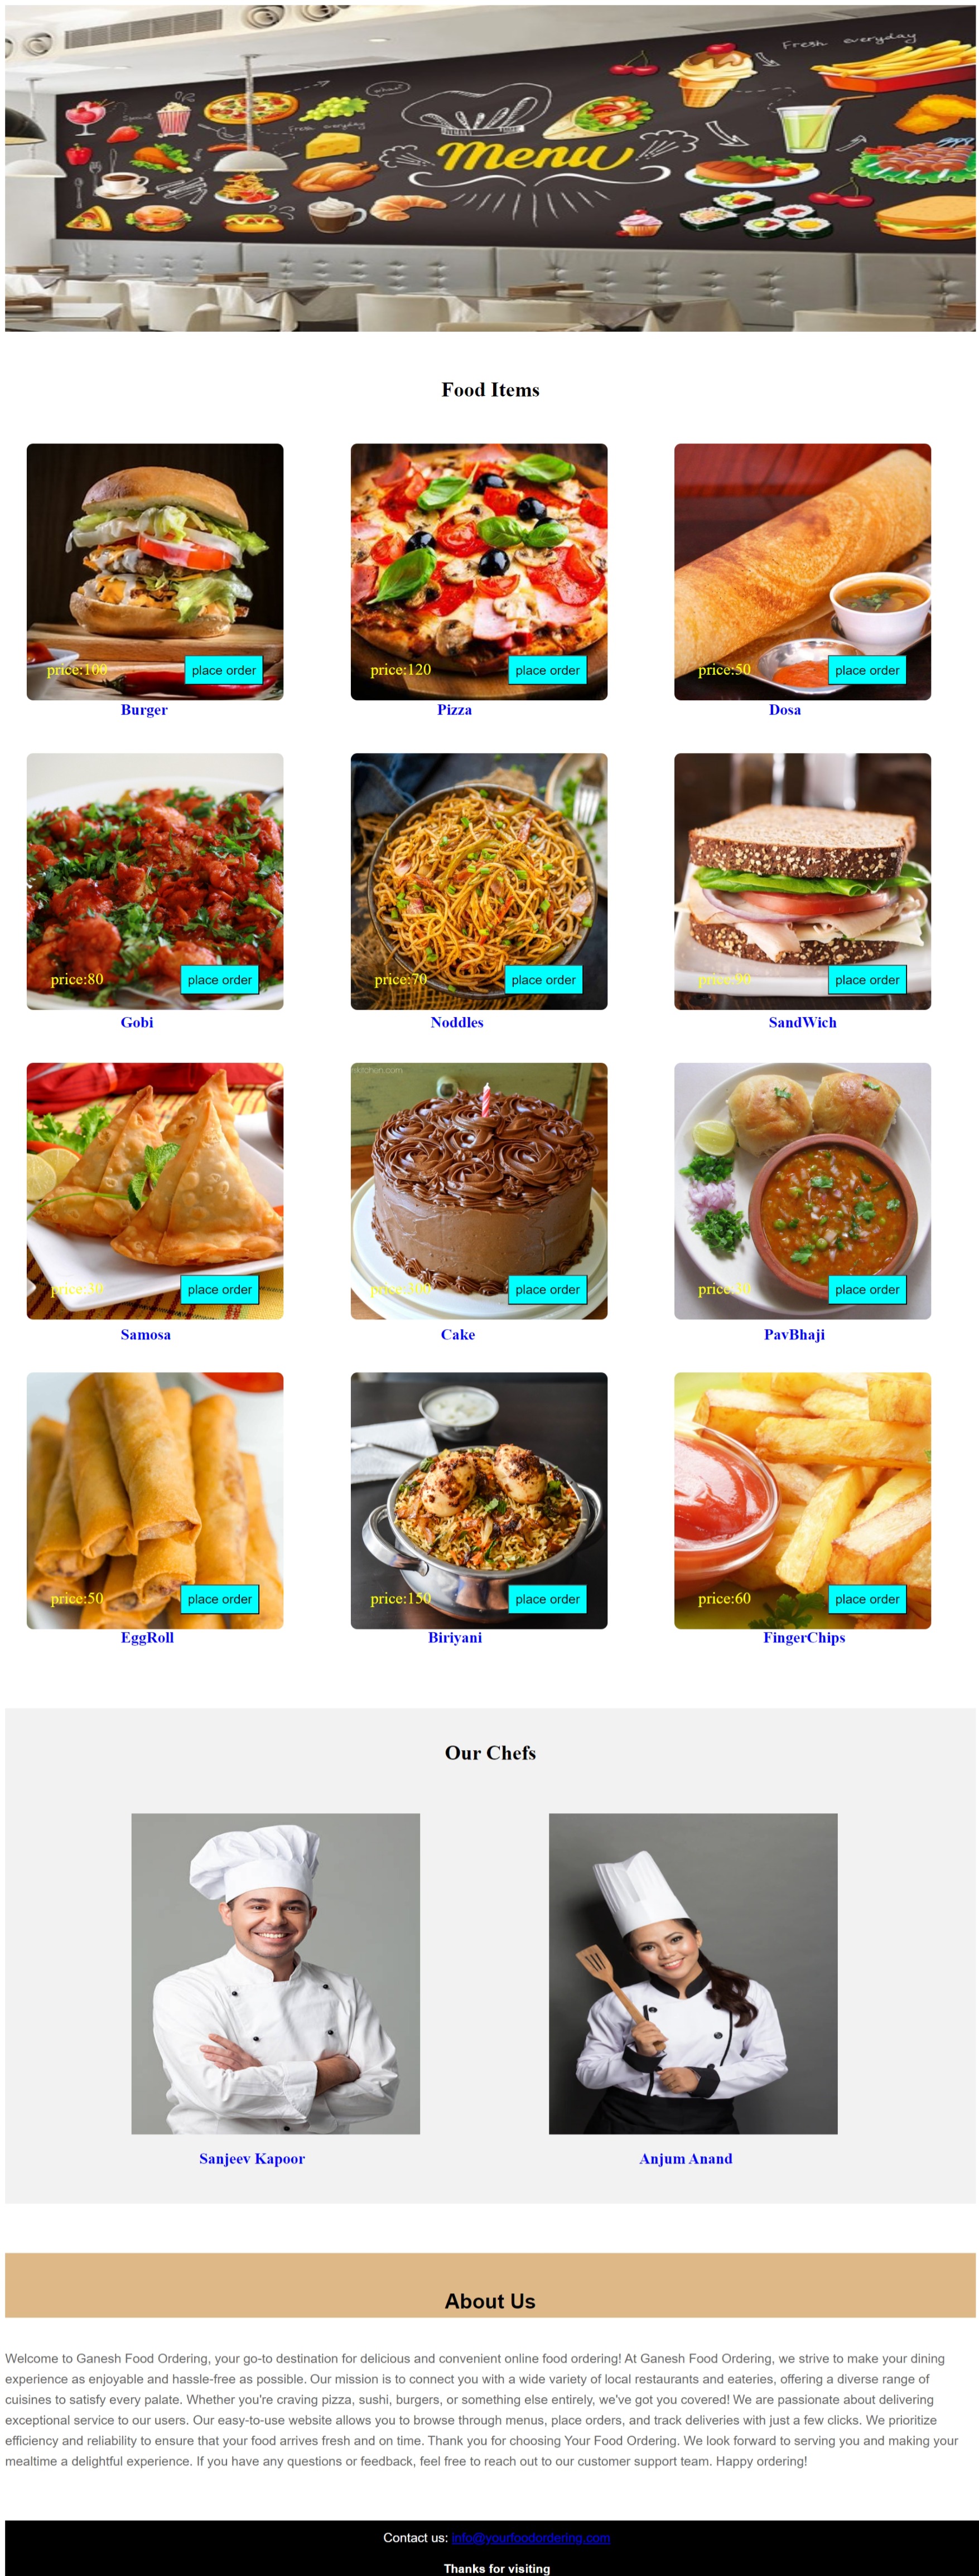 Fresh everyday
Special
Fresh everyday
Menu
Food Items
price:100 place order
price:120 place order
price:50 place order
Burger
Pizza
Dosa
price:80 place order
price:70 place order
price:90 place order
Gobi
Noddles
SandWich
price:30 place order
price:300 place order
price:30 place order
Samosa
Cake
PavBhaji
price:50 place order
price:150 place order
price:60 place order
EggRoll
Biriyani
FingerChips
Our Chefs
Sanjeev Kapoor
Anjum Anand
About Us
Welcome to Ganesh Food Ordering, your go-to destination for delicious and convenient online food ordering! At Ganesh Food Ordering, we strive to make your dining
experience as enjoyable and hassle-free as possible. Our mission is to connect you with a wide variety of local restaurants and eateries, offering a diverse range of
cuisines to satisfy every palate. Whether you're craving pizza, sushi, burgers, or something else entirely, we've got you covered! We are passionate about delivering
exceptional service to our users. Our easy-to-use website allows you to browse through menus, place orders, and track deliveries with just a few clicks. We prioritize
efficiency and reliability to ensure that your food arrives fresh and on time. Thank you for choosing Your Food Ordering. We look forward to serving you and making your
mealtime a delightful experience. If you have any questions or feedback, feel free to reach out to our customer support team. Happy ordering!
Contact us: info@yourfoodordering.com
Thanks for visiting